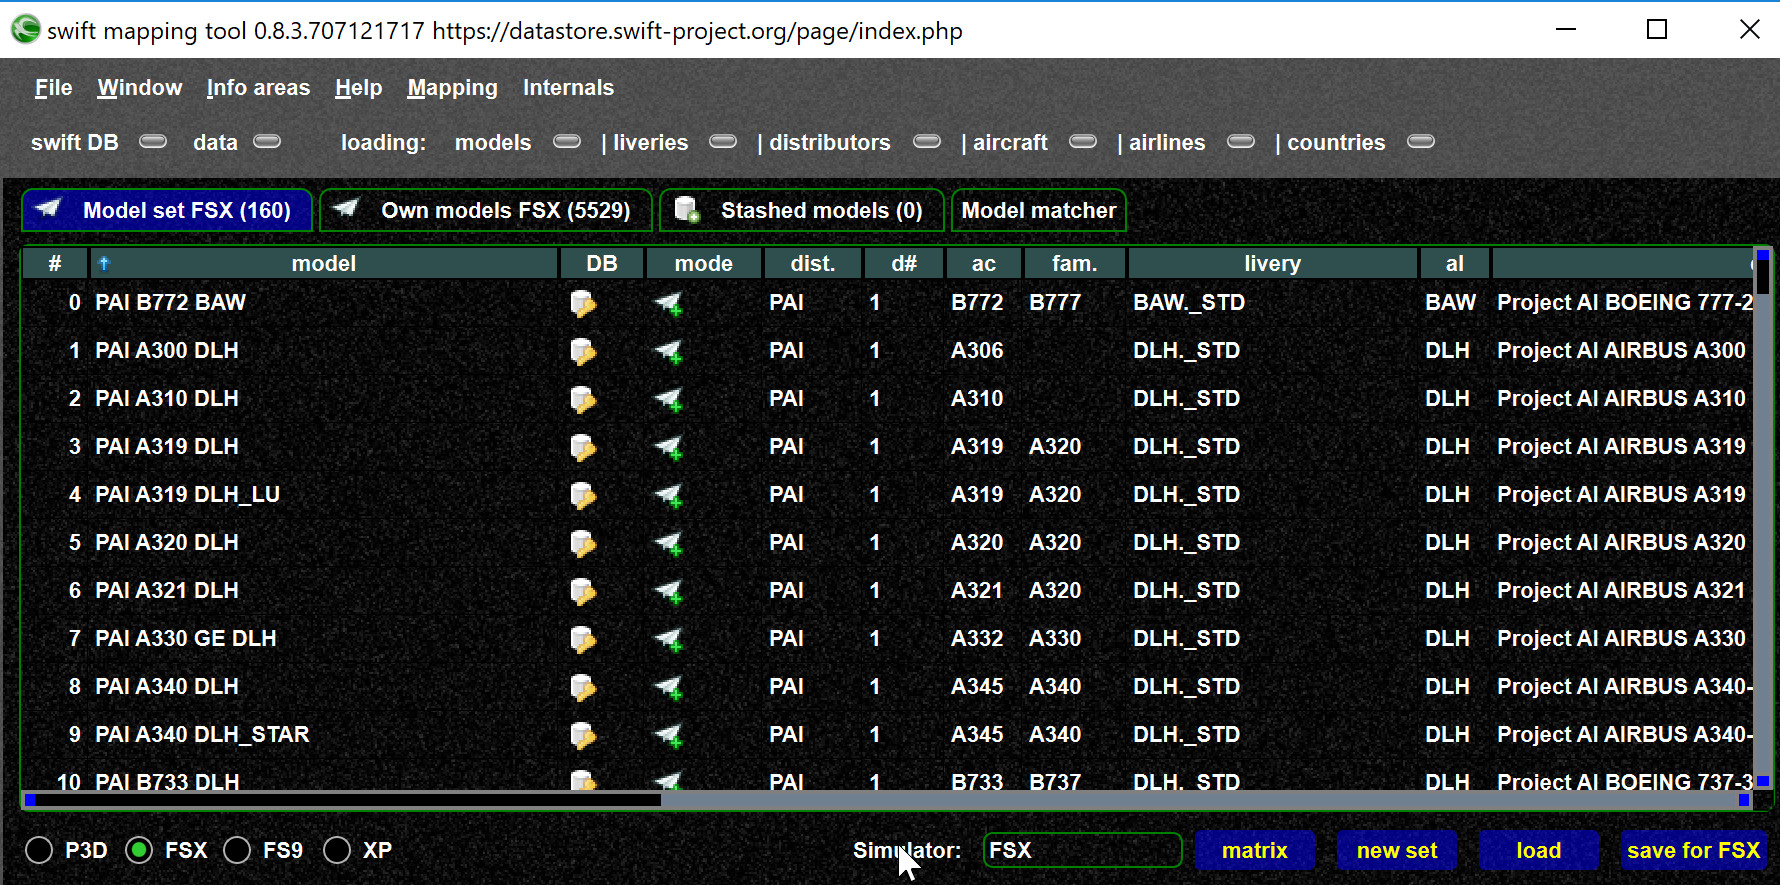 swift mapping tool 0.8.3.707121717 https://datastore.swift-project.org/page/index.php
File Window Info areas Help Mapping Internals
swift DB data loading: models | liveries | distributors | aircraft | airlines | countries
Model set FSX (160) Own models FSX (5529) Stashed models (0) Model matcher
# model DB mode dist. d# ac fam. livery al
0 PAI B772 BAW PAI 1 B772 B777 BAW._STD BAW Project AI BOEING 777-2
1 PAI A300 DLH PAI 1 A306 DLH._STD DLH Project AI AIRBUS A300
2 PAI A310 DLH PAI 1 A310 DLH._STD DLH Project AI AIRBUS A310
3 PAI A319 DLH PAI 1 A319 A320 DLH._STD DLH Project AI AIRBUS A319
4 PAI A319 DLH_LU PAI 1 A319 A320 DLH._STD DLH Project AI AIRBUS A319
5 PAI A320 DLH PAI 1 A320 A320 DLH._STD DLH Project AI AIRBUS A320
6 PAI A321 DLH PAI 1 A321 A320 DLH._STD DLH Project AI AIRBUS A321
7 PAI A330 GE DLH PAI 1 A332 A330 DLH._STD DLH Project AI AIRBUS A330
8 PAI A340 DLH PAI 1 A345 A340 DLH._STD DLH Project AI AIRBUS A340-
9 PAI A340 DLH_STAR PAI 1 A345 A340 DLH._STD DLH Project AI AIRBUS A340-
10 PAI B733 DLH PAI 1 B733 B737 DLH._STD DLH Project AI BOEING 737-3
P3D FSX FS9 XP Simulator: FSX matrix new set load save for FSX